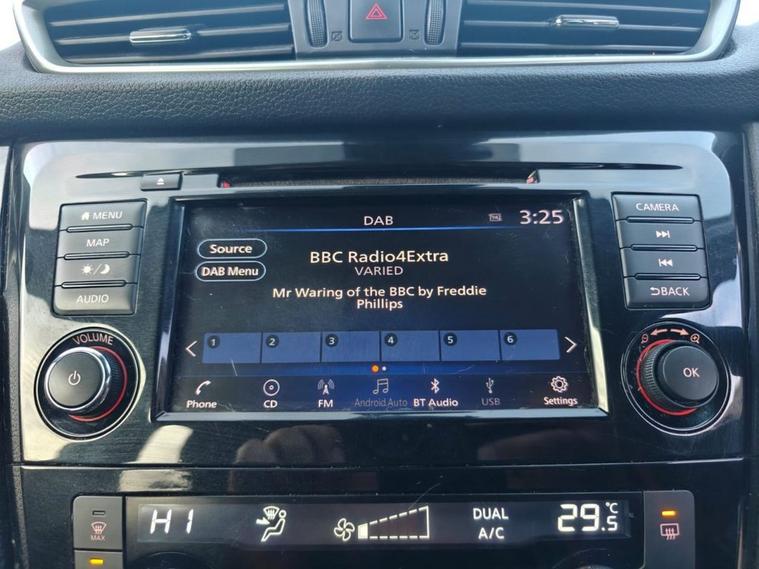 MENU
MAP
AUDIO
VOLUME
DAB
3:25
Source
DAB Menu
BBC Radio4Extra
VARIED
Mr Waring of the BBC by Freddie
Phillips
1 2 3 4 5 6
Phone
CD
FM
Android Auto
BT Audio
USB
Settings
CAMERA
BACK
OK
MAX
HI
DUAL
A/C
29.5 °C